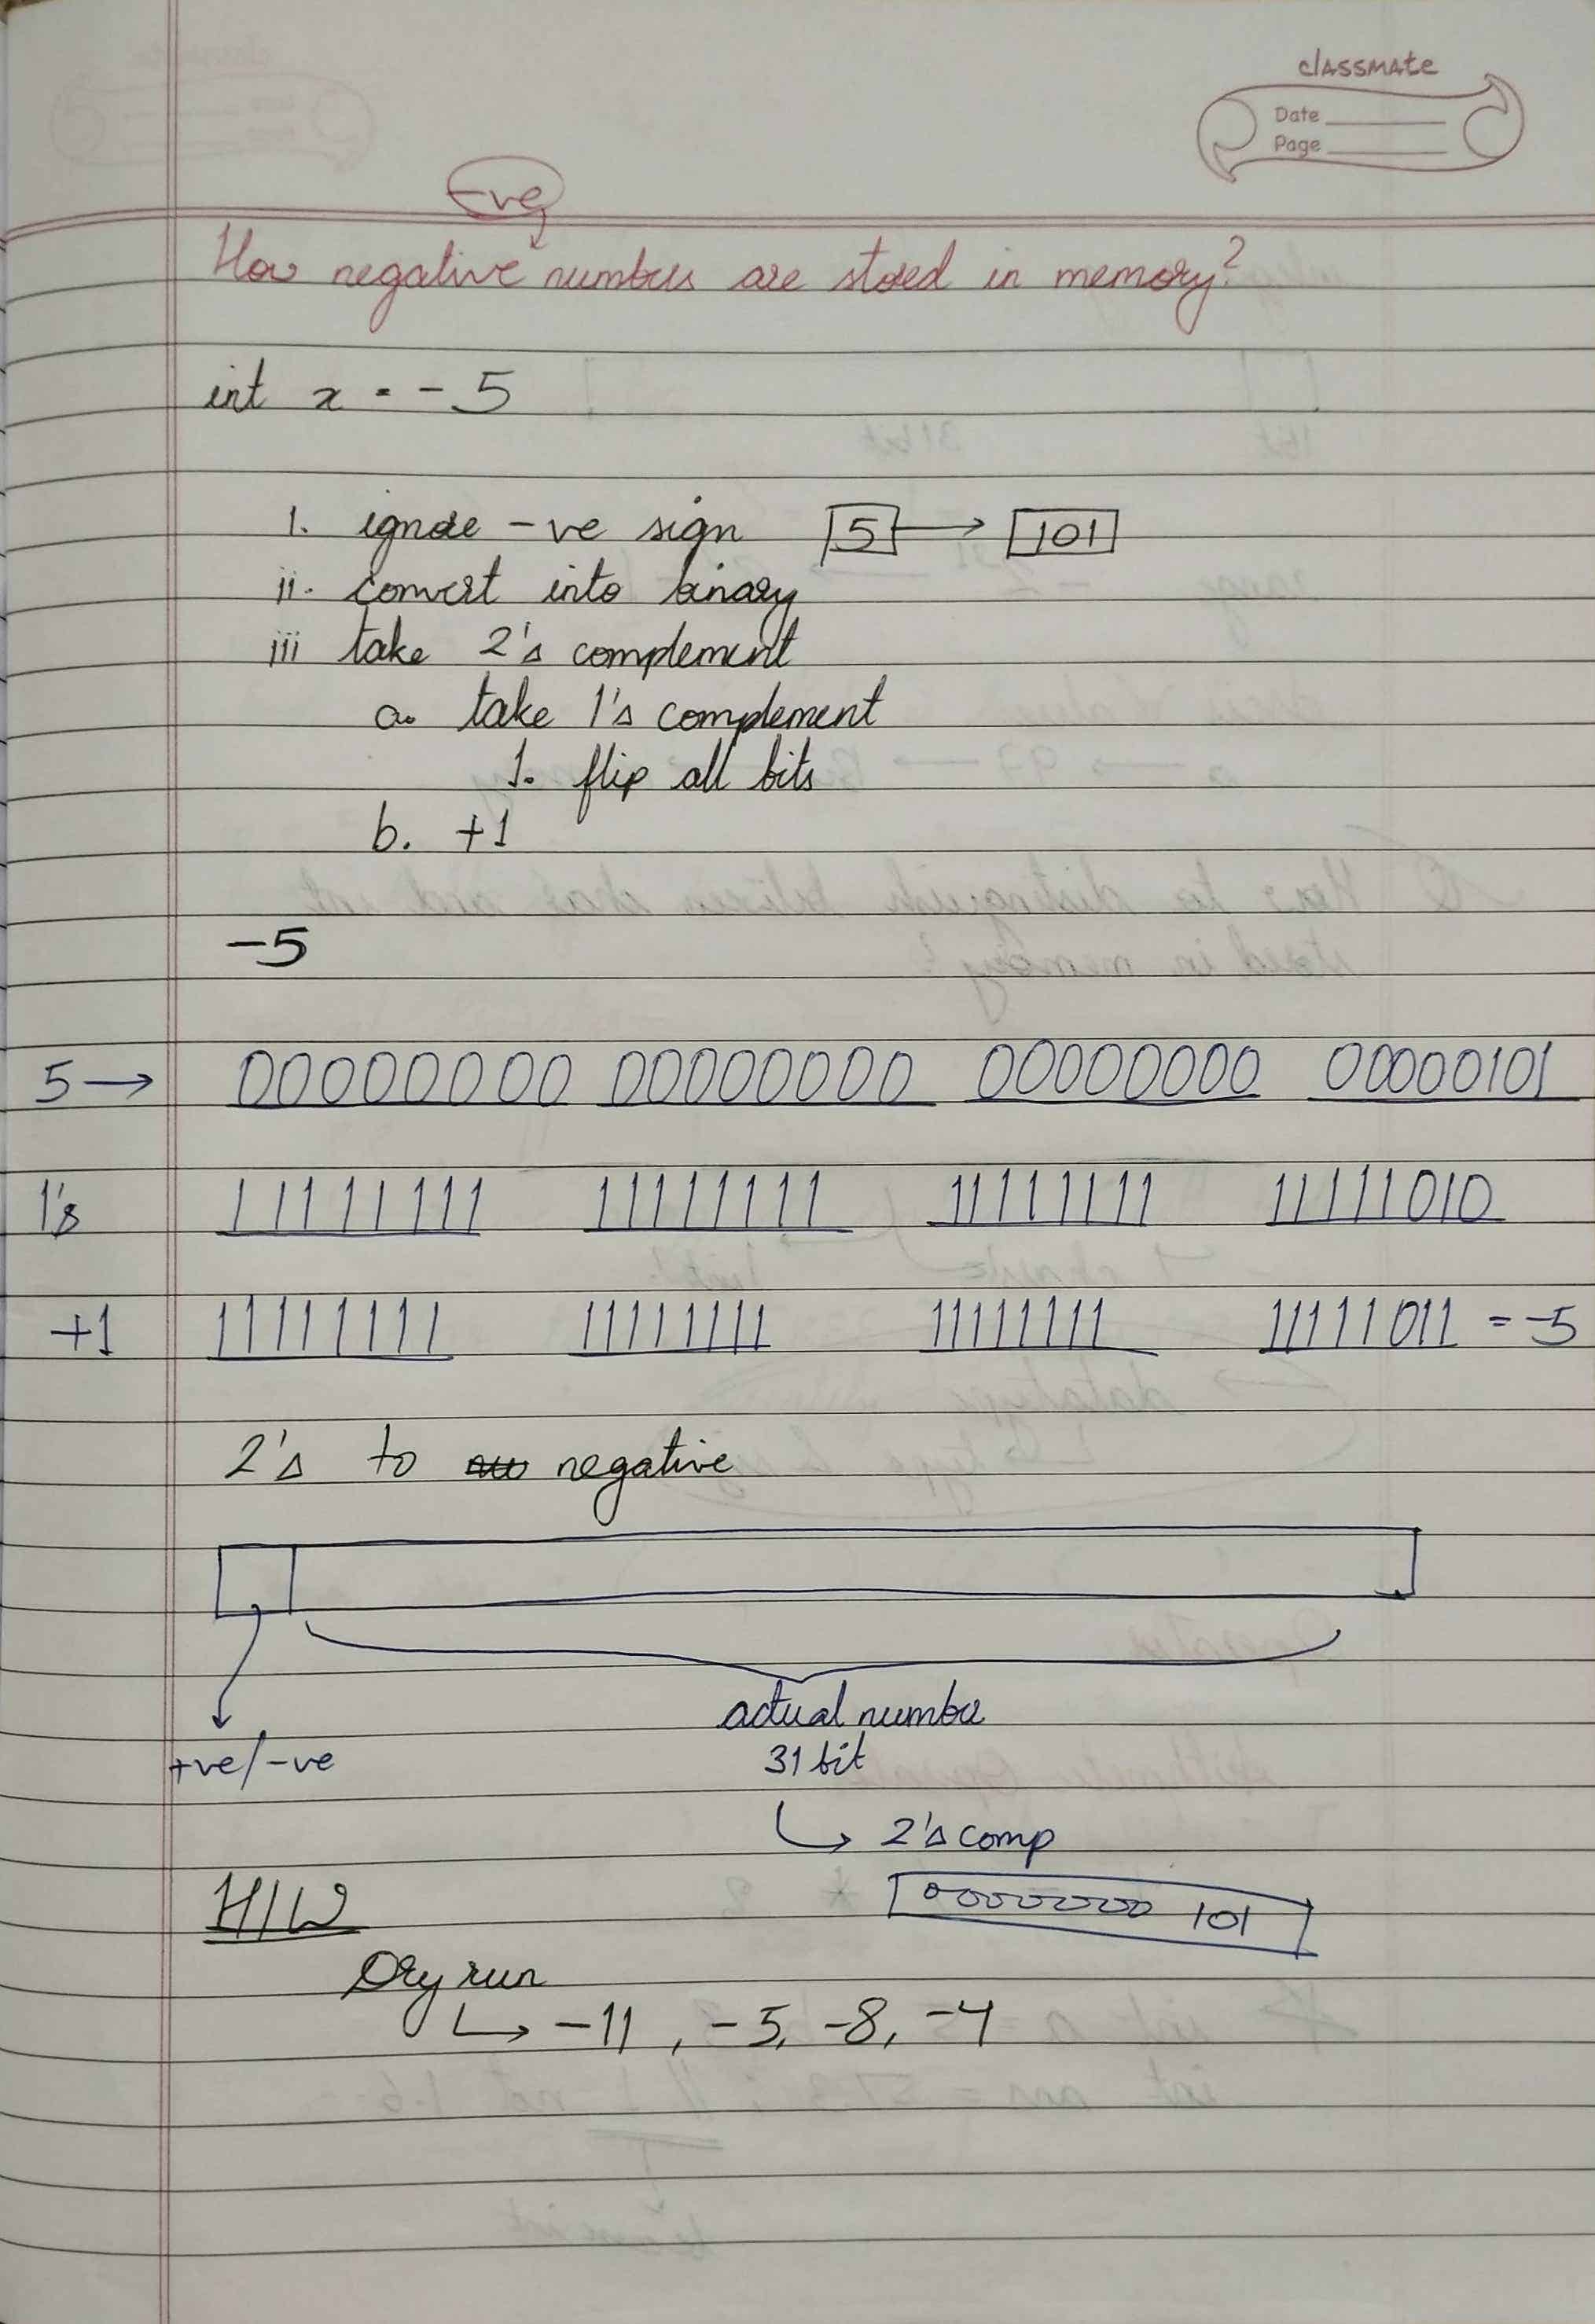 classmate
Date
Page
-ve
How negative numbers are stored in memory?
int x = -5
1. ignore -ve sign 5 → 101
ii. convert into binary
iii take 2's complement
a. take 1's complement
1. flip all bits
b. +1
-5
5 → 00000000 00000000 00000000 00000101
1's 11111111 11111111 11111111 11111010
+1 11111111 11111111 11111111 11111011 = -5
2's to negative
+ve/-ve
actual number
31 bit
↳ 2's comp
00000000 101
H/W
Dry run
↳ -11, -5, -8, -4